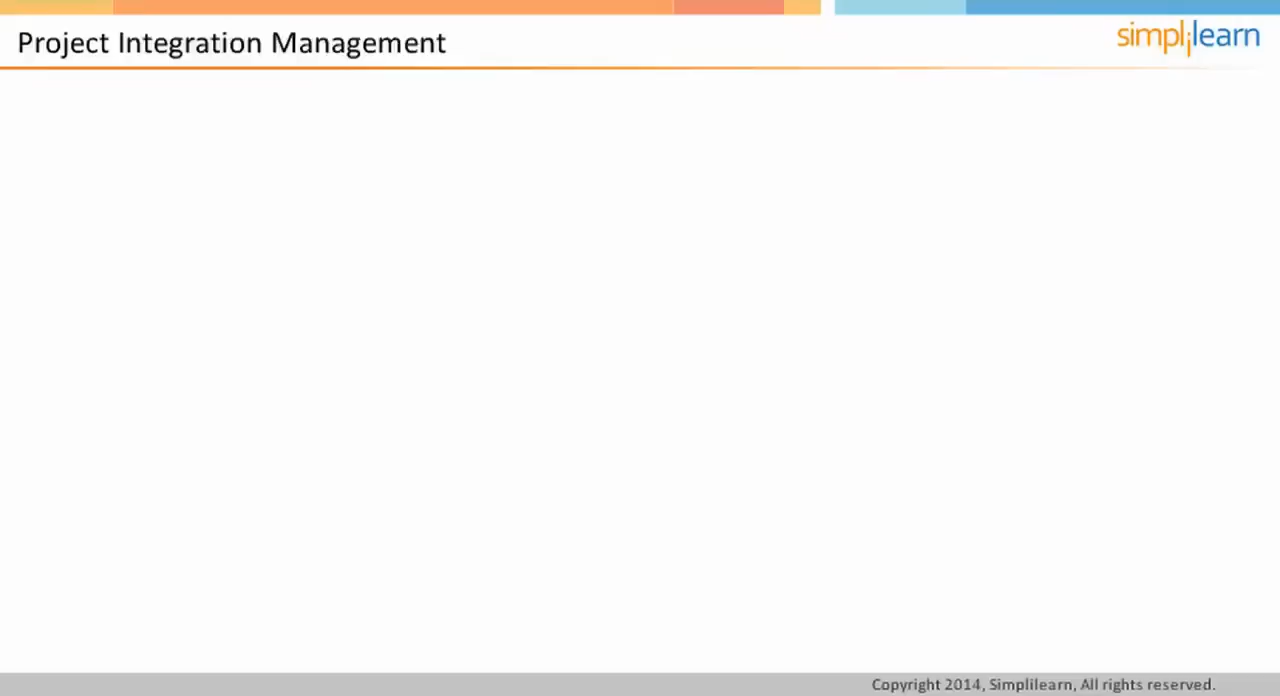 Project Integration Management
simplilearn
Copyright 2014, Simplilearn, All rights reserved.